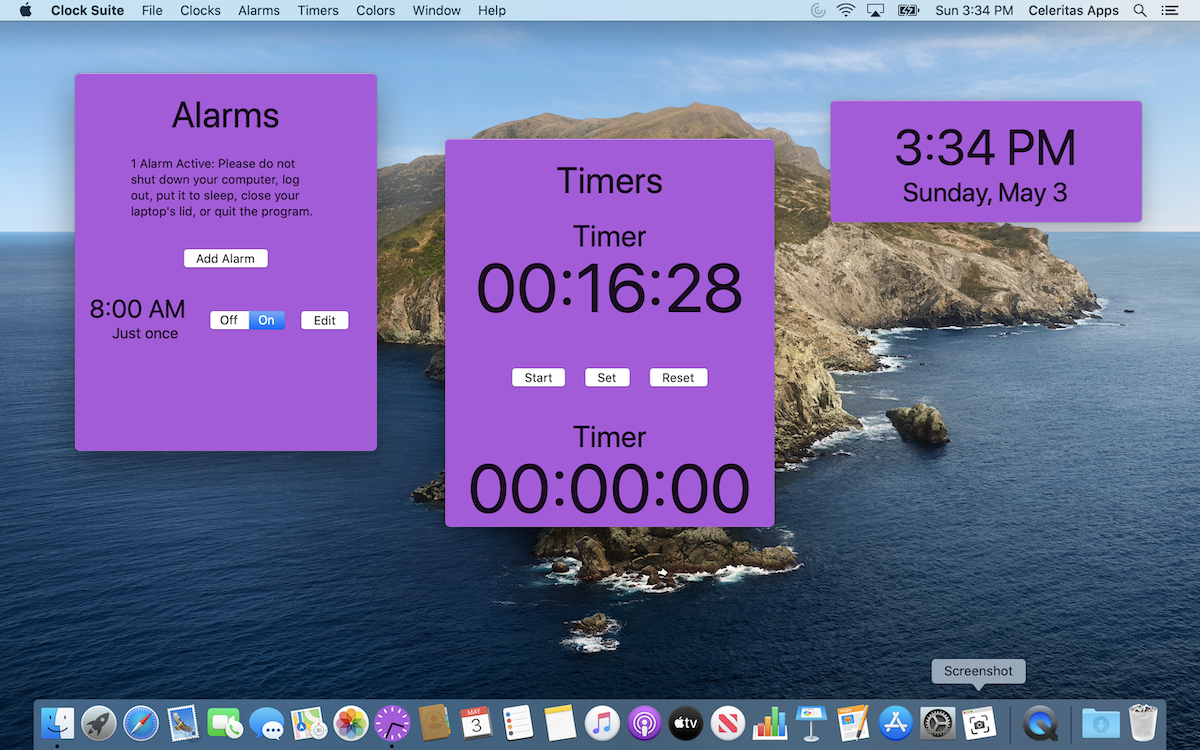 Clock Suite File Clocks Alarms Timers Colors Window Help Sun 3:34 PM Celeritas Apps
Alarms
1 Alarm Active: Please do not
shut down your computer, log
out, put it to sleep, close your
laptop's lid, or quit the program.
Add Alarm
8:00 AM
Just once
Off On Edit
Timers
Timer
00:16:28
Start Set Reset
Timer
00:00:00
3:34 PM
Sunday, May 3
Screenshot
MAY
3
tv